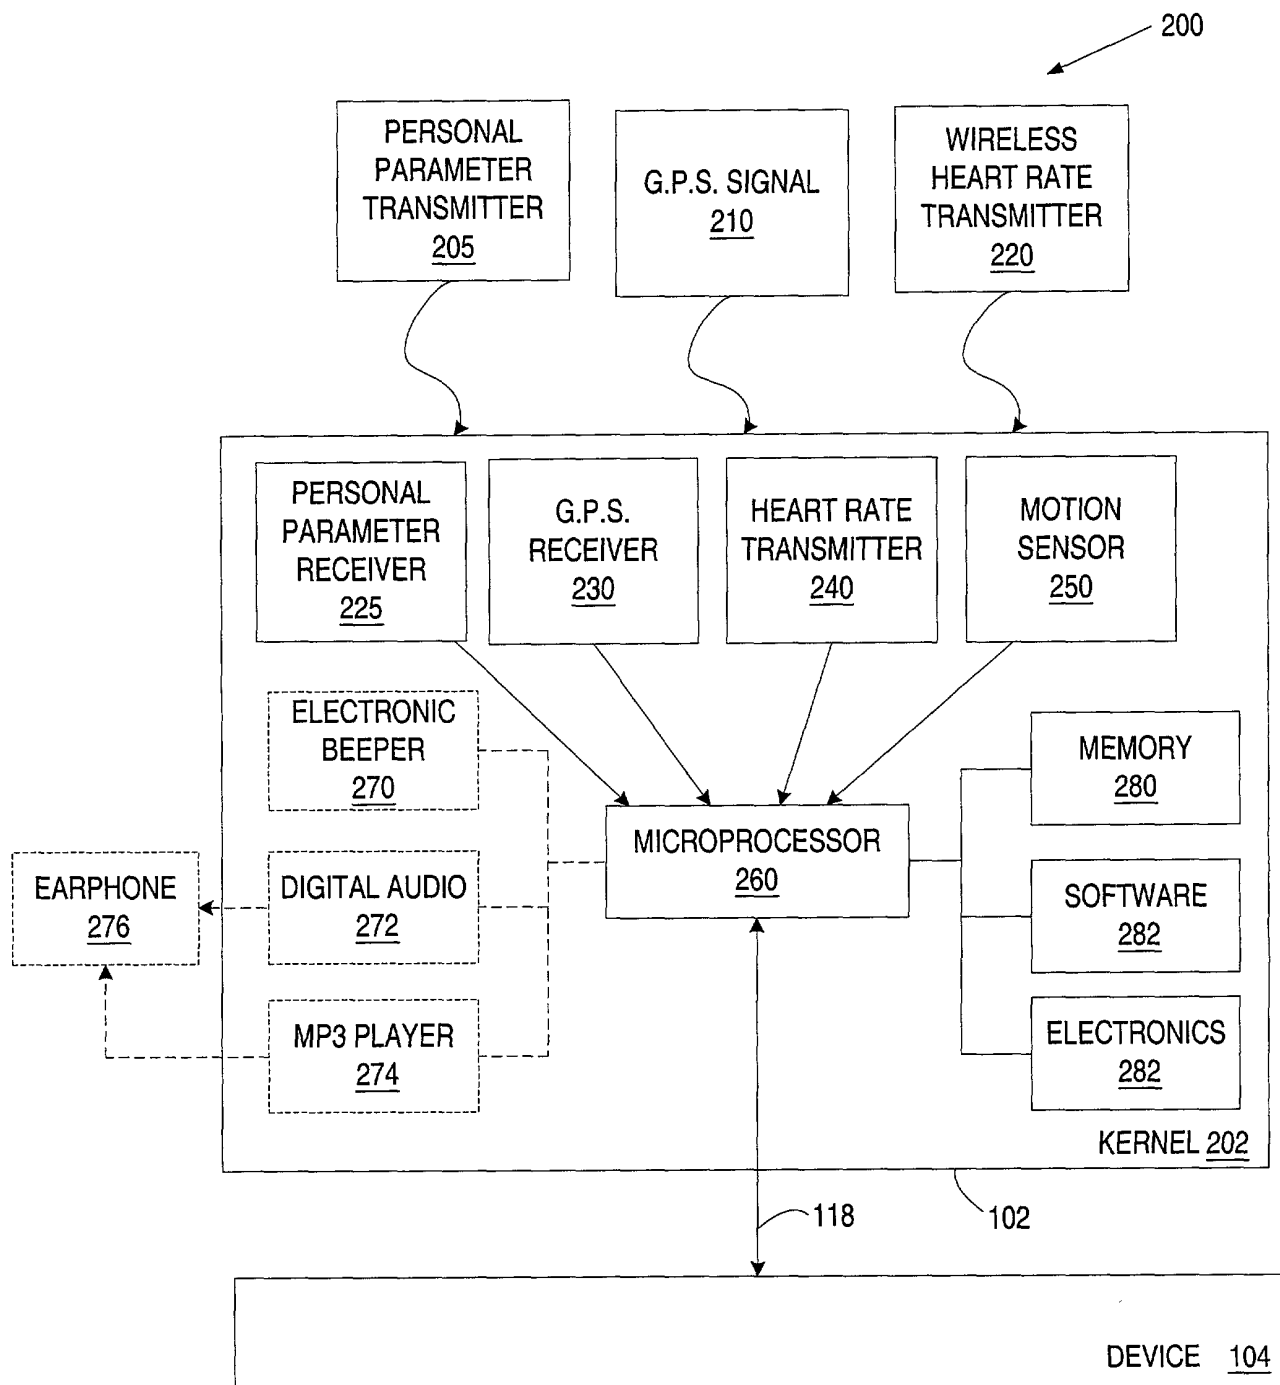 200
PERSONAL
PARAMETER
TRANSMITTER
205
G.P.S. SIGNAL
210
WIRELESS
HEART RATE
TRANSMITTER
220
PERSONAL
PARAMETER
RECEIVER
225
G.P.S.
RECEIVER
230
HEART RATE
TRANSMITTER
240
MOTION
SENSOR
250
ELECTRONIC
BEEPER
270
MICROPROCESSOR
260
MEMORY
280
EARPHONE
276
DIGITAL AUDIO
272
SOFTWARE
282
MP3 PLAYER
274
ELECTRONICS
282
KERNEL 202
118
102
DEVICE 104